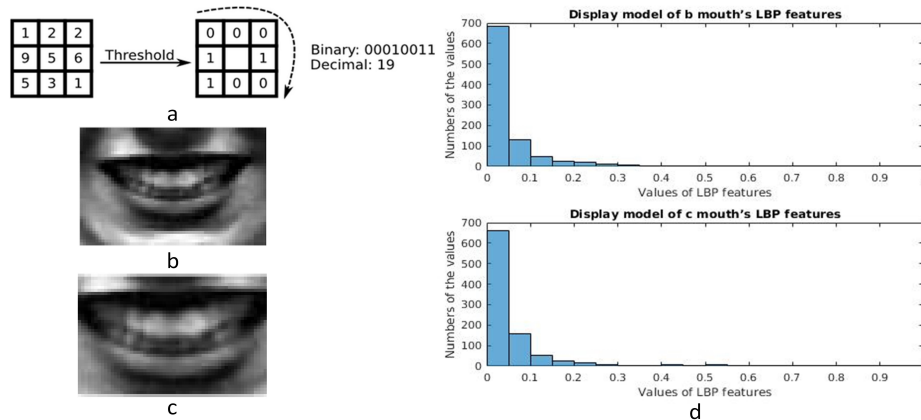 1 2 2
9 5 6
5 3 1
Threshold
0 0 0
1 1
1 0 0
Binary: 00010011
Decimal: 19
a
b
c
Display model of b mouth's LBP features
Numbers of the values
700
600
500
400
300
200
100
0
0 0.1 0.2 0.3 0.4 0.5 0.6 0.7 0.8 0.9
Values of LBP features
Display model of c mouth's LBP features
Numbers of the values
700
600
500
400
300
200
100
0
0 0.1 0.2 0.3 0.4 0.5 0.6 0.7 0.8 0.9
Values of LBP features
d